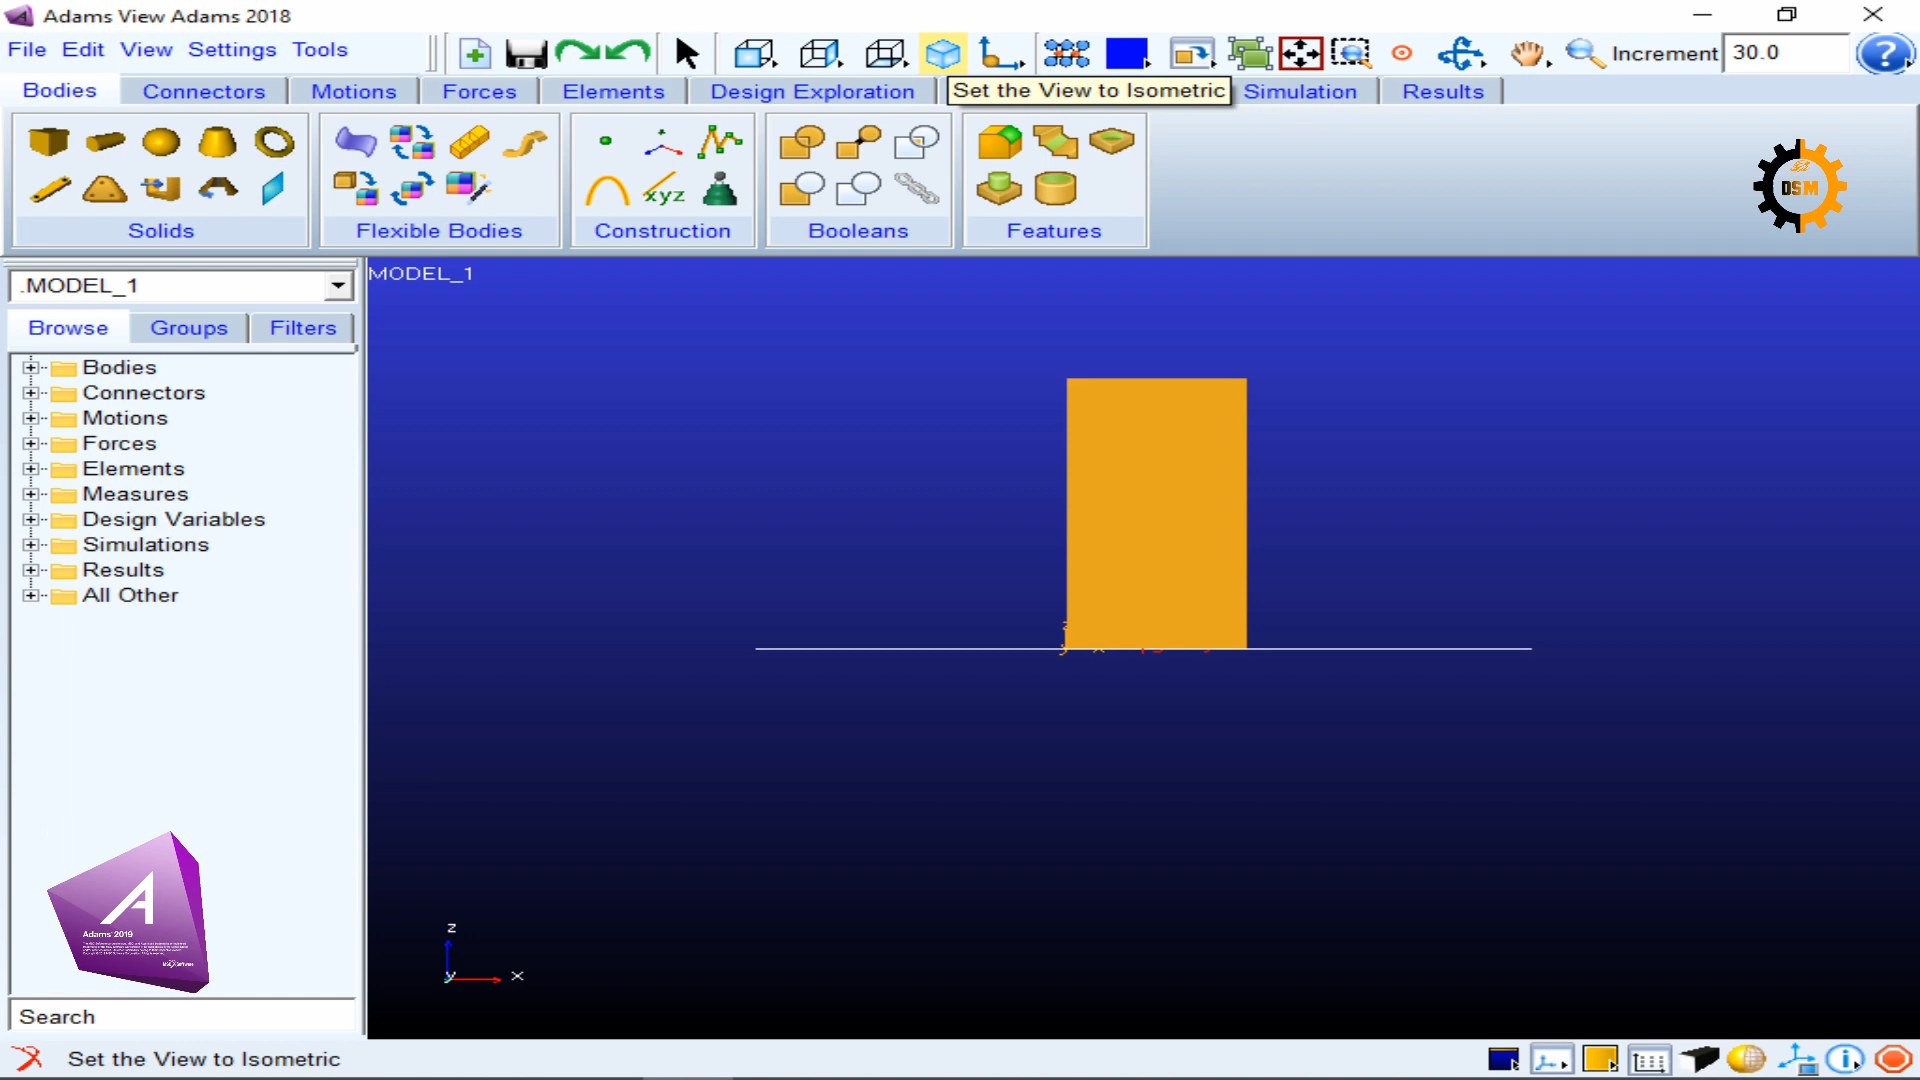 Adams View Adams 2018
File Edit View Settings Tools
Increment 30.0
Bodies Connectors Motions Forces Elements Design Exploration Set the View to Isometric Simulation Results
xyz
Solids Flexible Bodies Construction Booleans Features
DSM
.MODEL_1
MODEL_1
Browse Groups Filters
Bodies
Connectors
Motions
Forces
Elements
Measures
Design Variables
Simulations
Results
All Other
Adams 2019
z
y x
Search
Set the View to Isometric